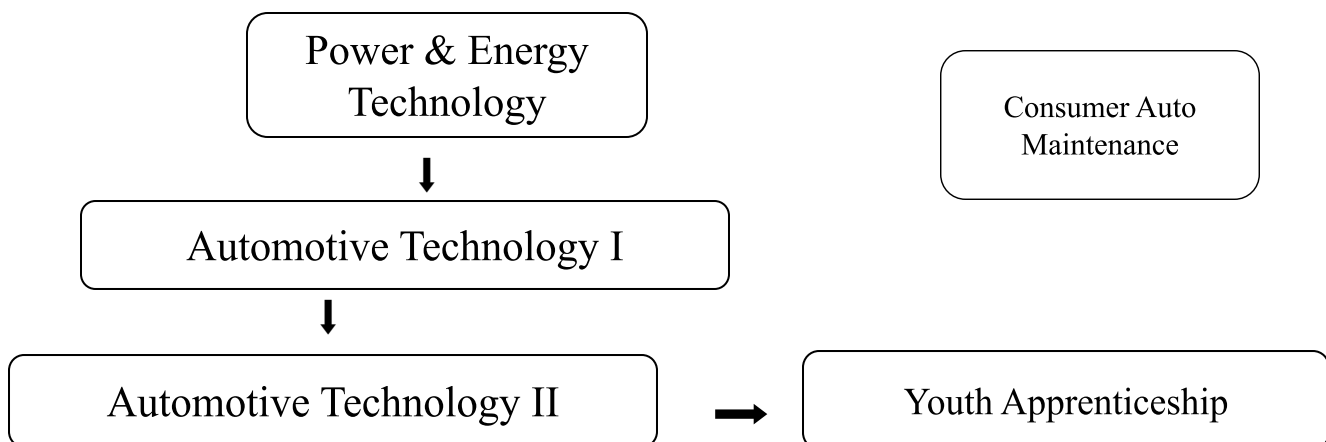 Power & Energy
Technology
Consumer Auto
Maintenance
Automotive Technology I
Automotive Technology II
Youth Apprenticeship